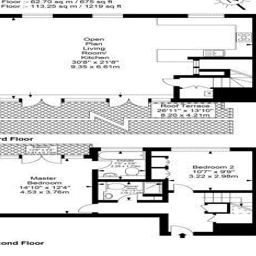 Floor :- 62.70 sq m / 675 sq ft
Floor :- 113.25 sq m / 1219 sq ft
Open
Plan
Living
Room/
Kitchen
30'8" x 21'8"
9.35 x 6.61m
Roof Terrace
26'11" x 13'10"
8.20 x 4.21m
rd Floor
Master
Bedroom
14'10" x 12'4"
4.53 x 3.76m
Bedroom 2
10'7" x 9'9"
3.22 x 2.98m
ond Floor